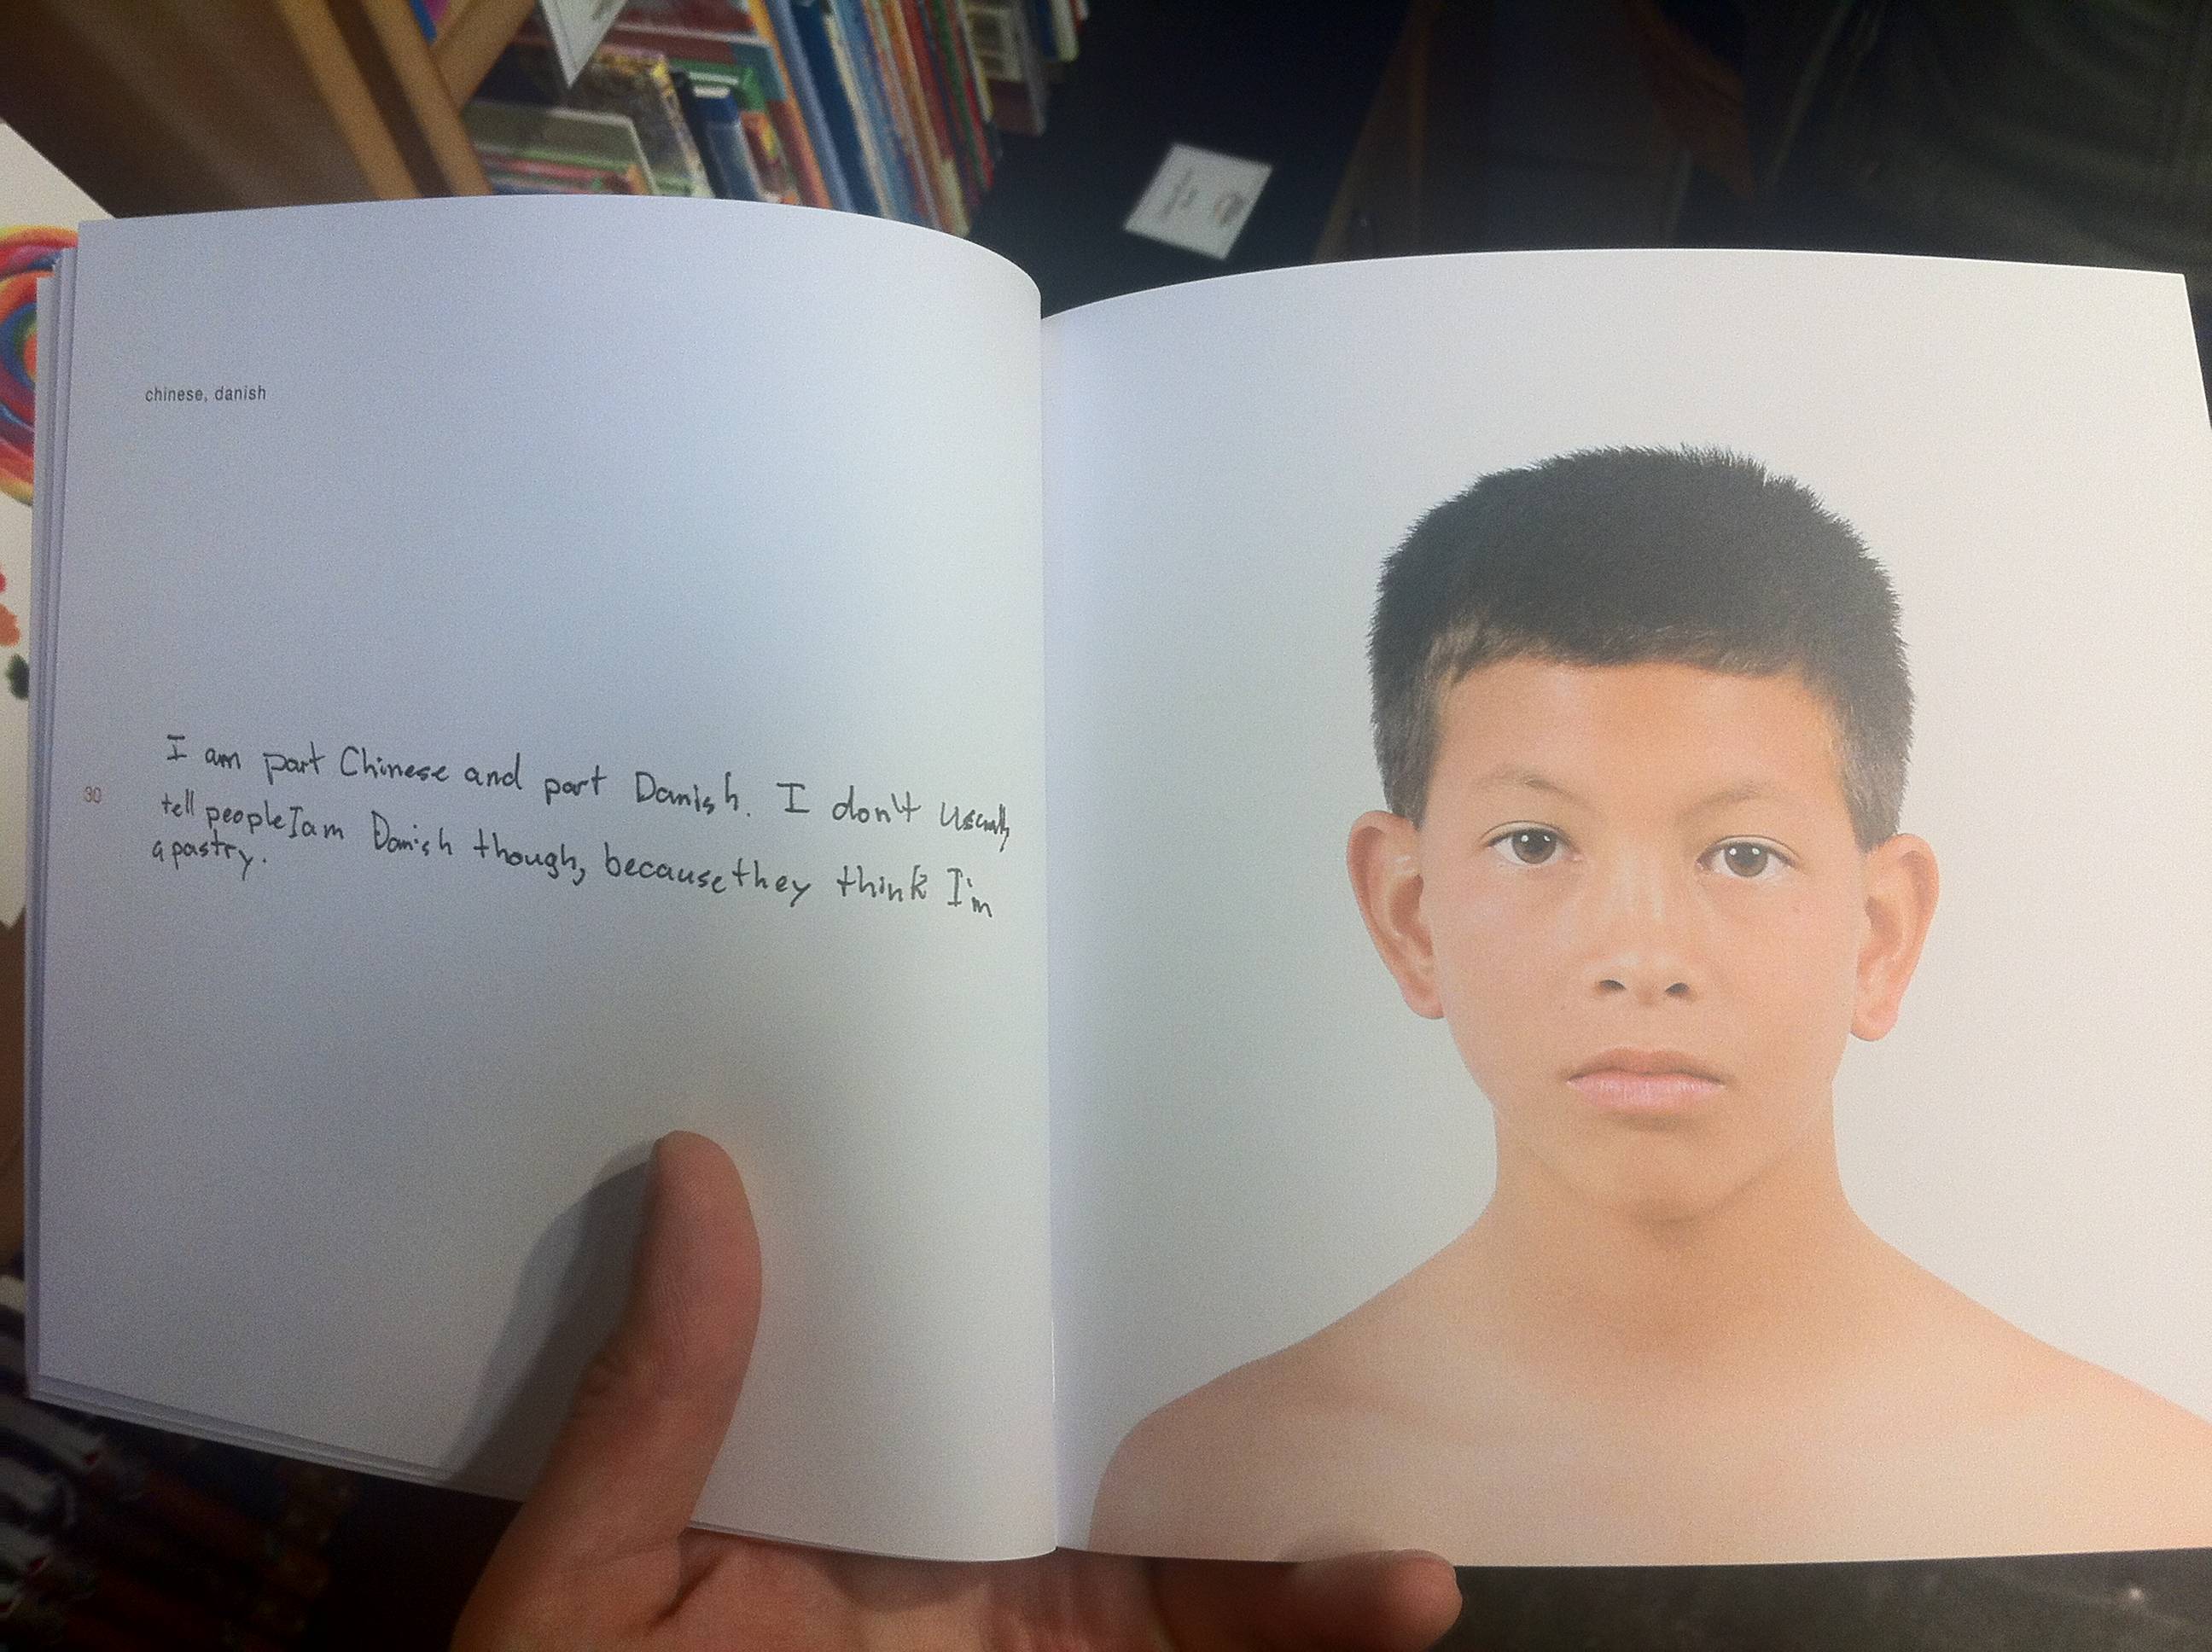 chinese, danish
I am part Chinese and part Danish. I don't usually
30
tell people I am Danish though, because they think I'm
a pastry.